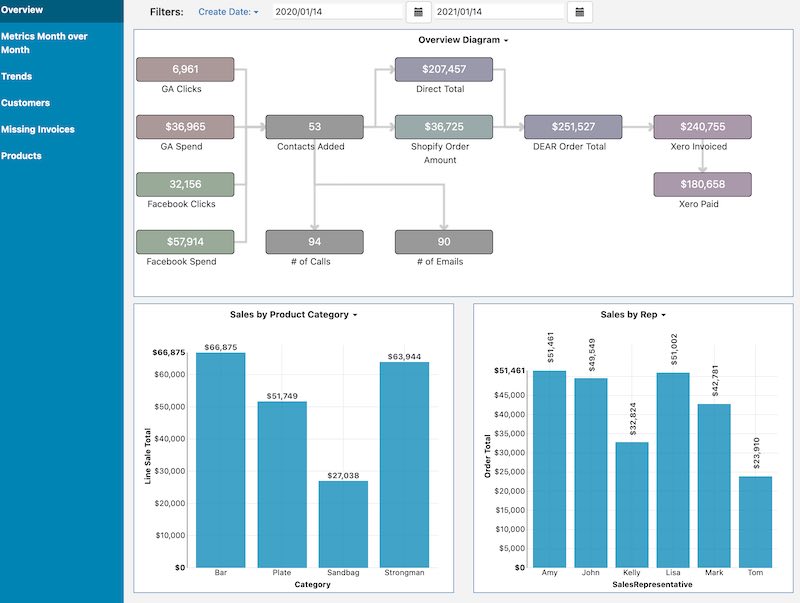 Overview
Metrics Month over
Month
Trends
Customers
Missing Invoices
Products
Filters: Create Date: 2020/01/14 2021/01/14
Overview Diagram
6,961
GA Clicks
$36,965
GA Spend
32,156
Facebook Clicks
$57,914
Facebook Spend
53
Contacts Added
94
# of Calls
90
# of Emails
$207,457
Direct Total
$36,725
Shopify Order
Amount
$251,527
DEAR Order Total
$240,755
Xero Invoiced
$180,658
Xero Paid
Sales by Product Category
Line Sale Total
$66,875
$60,000
$50,000
$40,000
$30,000
$20,000
$10,000
$0
$66,875
$51,749
$27,038
$63,944
Bar Plate Sandbag Strongman
Category
Sales by Rep
Order Total
$51,461
$45,000
$40,000
$35,000
$30,000
$25,000
$20,000
$15,000
$10,000
$5,000
$0
$51,461
$49,549
$32,824
$51,002
$42,781
$23,910
Amy John Kelly Lisa Mark Tom
SalesRepresentative